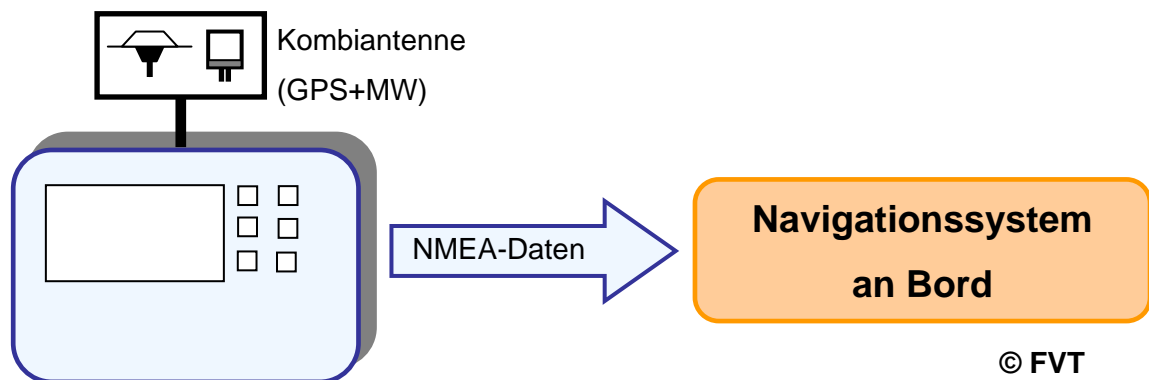 Kombiantenne
(GPS+MW)
NMEA-Daten
Navigationssystem
an Bord
© FVT